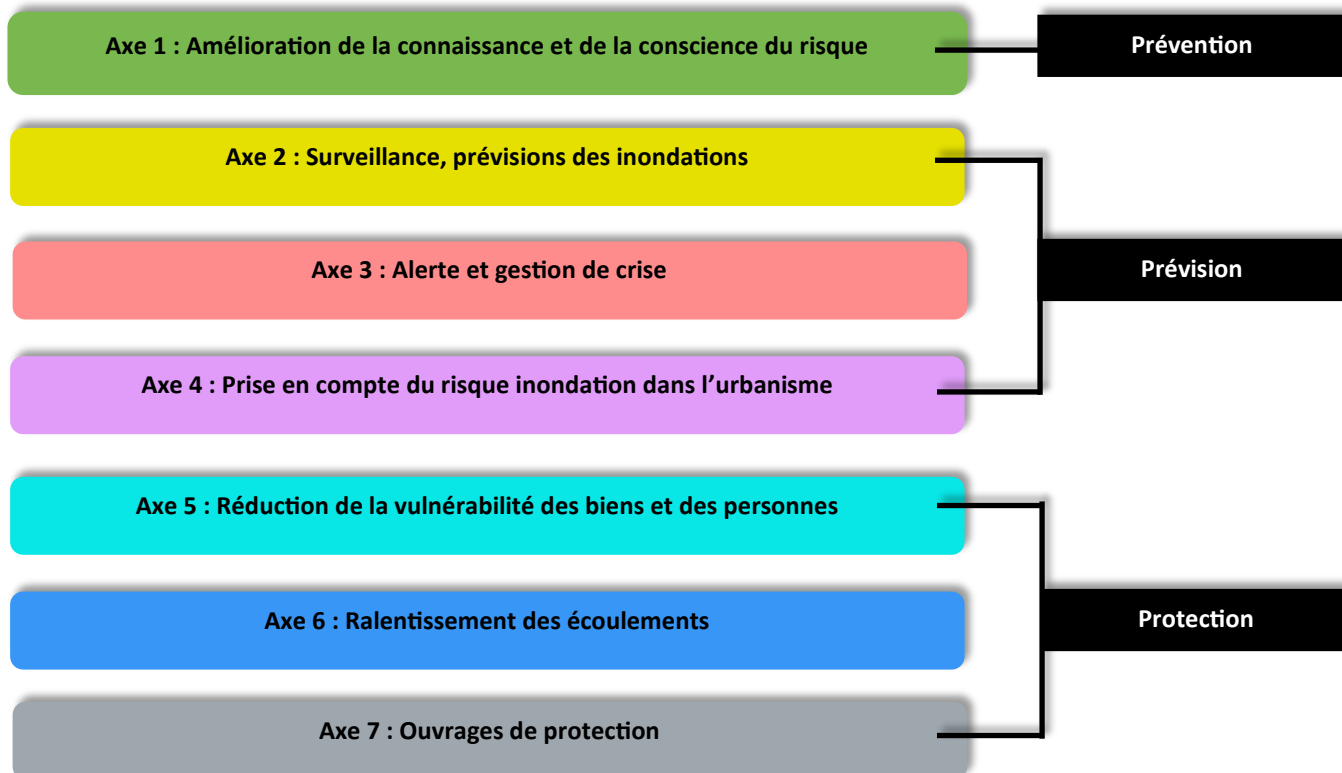 Axe 1 : Amélioration de la connaissance et de la conscience du risque
Prévention
Axe 2 : Surveillance, prévisions des inondations
Axe 3 : Alerte et gestion de crise
Prévision
Axe 4 : Prise en compte du risque inondation dans l’urbanisme
Axe 5 : Réduction de la vulnérabilité des biens et des personnes
Axe 6 : Ralentissement des écoulements
Protection
Axe 7 : Ouvrages de protection